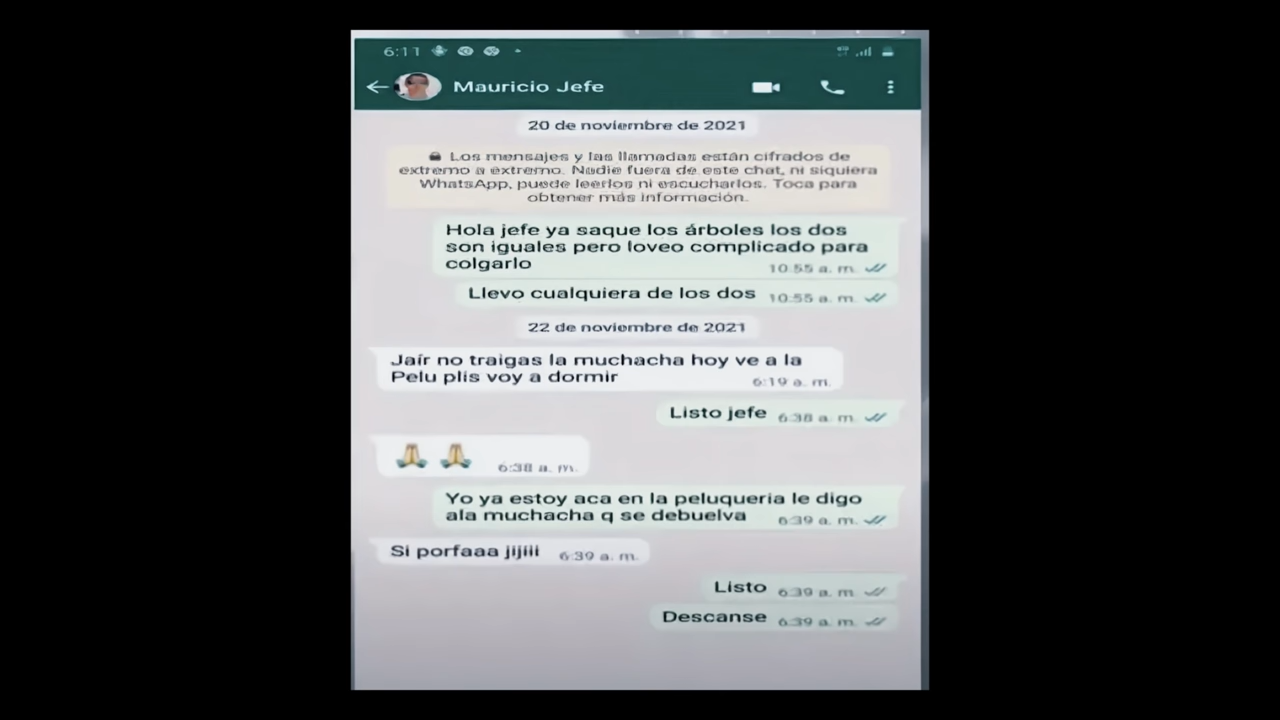 6:11
Mauricio Jefe
20 de noviembre de 2021
Los mensajes y las llamadas están cifrados de
extremo a extremo. Nadie fuera de este chat, ni siquiera
WhatsApp, puede leerlos ni escucharlos. Toca para
obtener más información.
Hola jefe ya saque los árboles los dos
son iguales pero loveo complicado para
colgarlo
10:55 a. m.
Llevo cualquiera de los dos 10:55 a. m.
22 de noviembre de 2021
Jaír no traigas la muchacha hoy ve a la
Pelu plis voy a dormir
6:19 a. m.
Listo jefe 6:38 a. m.
🙏 🙏 6:38 a. m.
Yo ya estoy aca en la peluqueria le digo
ala muchacha q se debuelva 6:39 a. m.
Si porfaaa jijiii 6:39 a. m.
Listo 6:39 a. m.
Descanse 6:39 a. m.